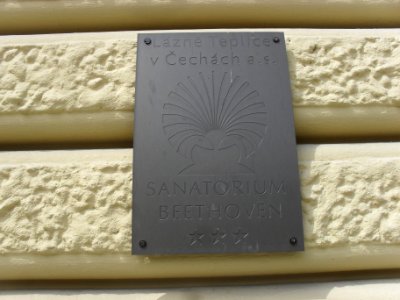 Lázně Teplice
v Čechách a.s.
SANATORIUM
BEETHOVEN